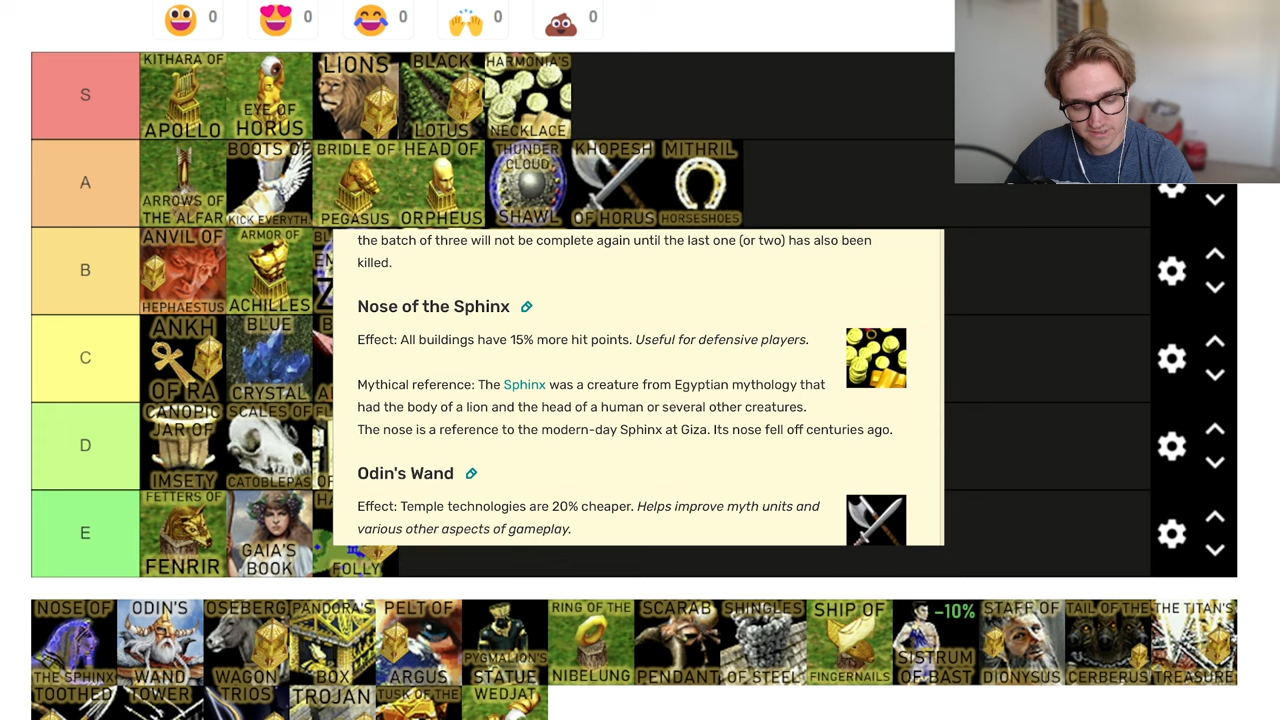 0 0 0 0 0
S
KITHARA OF APOLLO
EYE OF HORUS
LIONS
BLACK LOTUS
HARMONIA'S NECKLACE
A
ARROWS OF THE ALFAR
BOOTS OF KICK EVERYTH
BRIDLE OF PEGASUS
HEAD OF ORPHEUS
THUNDER CLOUD SHAWL
KHOPESH OF HORUS
MITHRIL HORSESHOES
B
ANVIL OF HEPHAESTUS
ARMOR OF ACHILLES
C
ANKH OF RA
BLUE CRYSTAL
D
CANOPIC JAR OF IMSETY
SCALES OF CATOBLEPAS
E
FETTERS OF FENRIR
GAIA'S BOOK
FOLLY
the batch of three will not be complete again until the last one (or two) has also been
killed.
Nose of the Sphinx
Effect: All buildings have 15% more hit points. Useful for defensive players.
Mythical reference: The Sphinx was a creature from Egyptian mythology that
had the body of a lion and the head of a human or several other creatures.
The nose is a reference to the modern-day Sphinx at Giza. Its nose fell off centuries ago.
Odin's Wand
Effect: Temple technologies are 20% cheaper. Helps improve myth units and
various other aspects of gameplay.
NOSE OF THE SPHINX
ODIN'S WAND
OSEBERG WAGON
PANDORA'S BOX
PELT OF ARGUS
PYGMALION'S STATUE
RING OF THE NIBELUNG
SCARAB PENDANT
SHINGLES OF STEEL
SHIP OF FINGERNAILS
-10%
SISTRUM OF BAST
STAFF OF DIONYSUS
TAIL OF THE CERBERUS
THE TITAN'S TREASURE
TOOTHED
TOWER
TRIOS
TROJAN
TUSK OF THE
WEDJAT